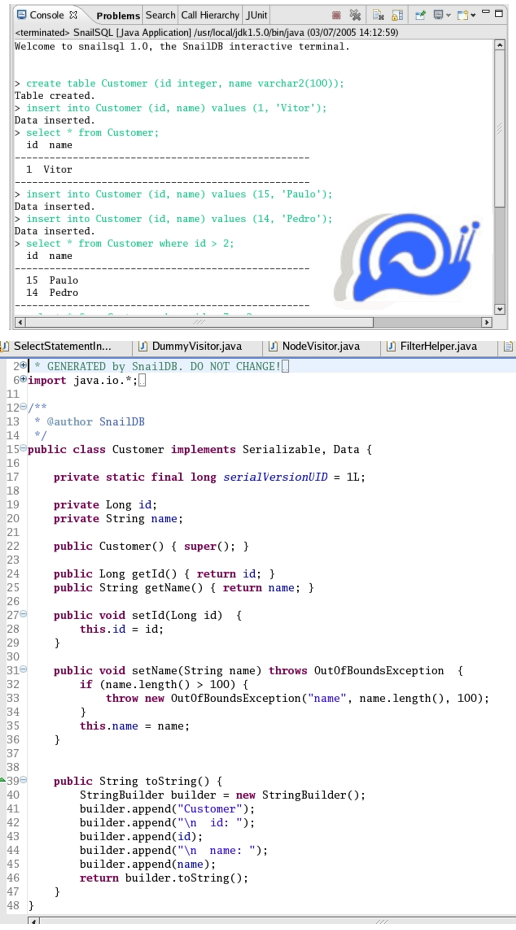 Console Problems Search Call Hierarchy JUnit
<terminated> SnailSQL [Java Application] /usr/local/jdk1.5.0/bin/java (03/07/2005 14:12:59)
Welcome to snailsql 1.0, the SnailDB interactive terminal.
> create table Customer (id integer, name varchar2(100));
Table created.
> insert into Customer (id, name) values (1, 'Vitor');
Data inserted.
> select * from Customer;
id name
--------------------------------------------------
1 Vitor
--------------------------------------------------
> insert into Customer (id, name) values (15, 'Paulo');
Data inserted.
> insert into Customer (id, name) values (14, 'Pedro');
Data inserted.
> select * from Customer where id > 2;
id name
--------------------------------------------------
15 Paulo
14 Pedro
--------------------------------------------------
SelectStatementIn... DummyVisitor.java NodeVisitor.java FilterHelper.java
2 * GENERATED by SnailDB. DO NOT CHANGE!
6 import java.io.*;
11
12 /**
13 * @author SnailDB
14 */
15 public class Customer implements Serializable, Data {
16
17 private static final long serialVersionUID = 1L;
18
19 private Long id;
20 private String name;
21
22 public Customer() { super(); }
23
24 public Long getId() { return id; }
25 public String getName() { return name; }
26
27 public void setId(Long id) {
28 this.id = id;
29 }
30
31 public void setName(String name) throws OutOfBoundsException {
32 if (name.length() > 100) {
33 throw new OutOfBoundsException("name", name.length(), 100);
34 }
35 this.name = name;
36 }
37
38
39 public String toString() {
40 StringBuilder builder = new StringBuilder();
41 builder.append("Customer");
42 builder.append("\n id: ");
43 builder.append(id);
44 builder.append("\n name: ");
45 builder.append(name);
46 return builder.toString();
47 }
48 }